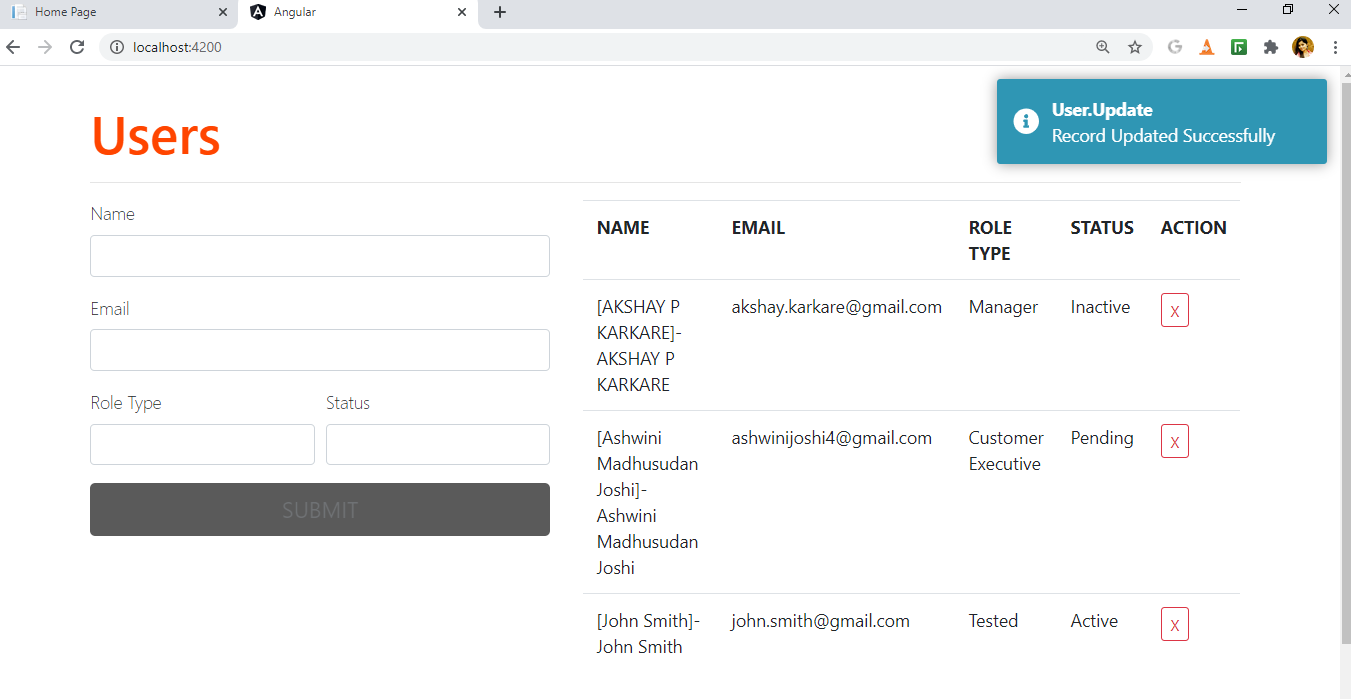 Home Page
Angular
localhost:4200
User.Update
Record Updated Successfully
Users
Name
Email
Role Type Status
SUBMIT
NAME EMAIL ROLE TYPE STATUS ACTION
[AKSHAY P akshay.karkare@gmail.com Manager Inactive X
KARKARE]-
AKSHAY P
KARKARE
[Ashwini ashwinijoshi4@gmail.com Customer Pending X
Madhusudan Executive
Joshi]-
Ashwini
Madhusudan
Joshi
[John Smith]- john.smith@gmail.com Tested Active X
John Smith